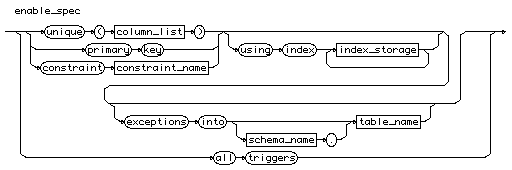 enable_spec
unique ( column_list )
primary key using index index_storage
constraint constraint_name
exceptions into table_name
schema_name .
all triggers